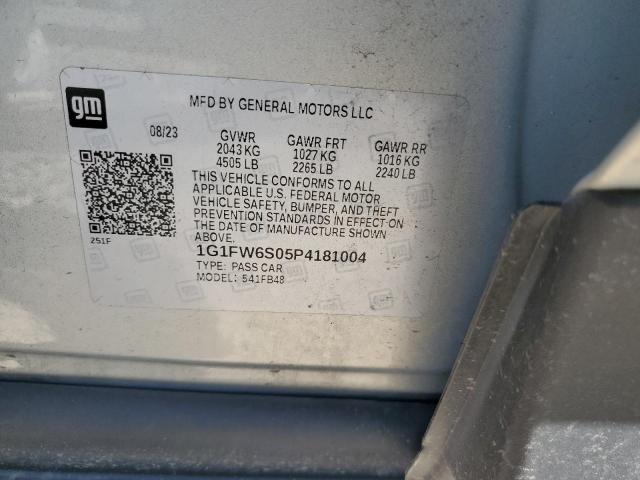 gm
MFD BY GENERAL MOTORS LLC
08/23 GVWR GAWR FRT GAWR RR
2043 KG 1027 KG 1016 KG
4505 LB 2265 LB 2240 LB
THIS VEHICLE CONFORMS TO ALL
APPLICABLE U.S. FEDERAL MOTOR
VEHICLE SAFETY, BUMPER, AND THEFT
PREVENTION STANDARDS IN EFFECT ON
THE DATE OF MANUFACTURE SHOWN
ABOVE.
251F
1G1FW6S05P4181004
TYPE: PASS CAR
MODEL: 541FB48